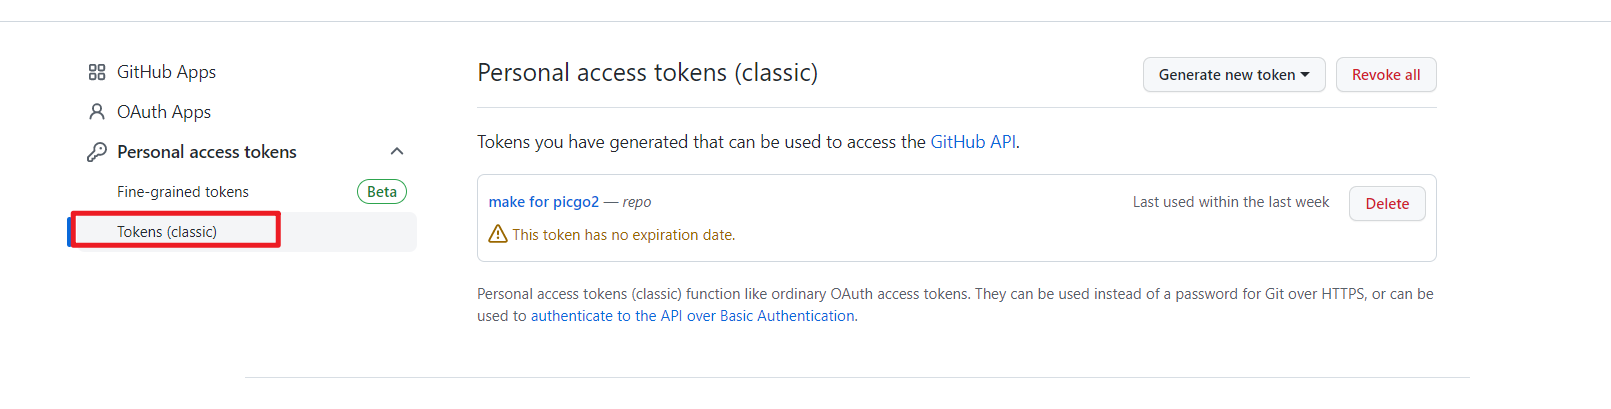 GitHub Apps
OAuth Apps
Personal access tokens
Fine-grained tokens Beta
Tokens (classic)
Personal access tokens (classic)
Generate new token
Revoke all
Tokens you have generated that can be used to access the GitHub API.
make for picgo2 — repo
Last used within the last week
Delete
This token has no expiration date.
Personal access tokens (classic) function like ordinary OAuth access tokens. They can be used instead of a password for Git over HTTPS, or can be
used to authenticate to the API over Basic Authentication.